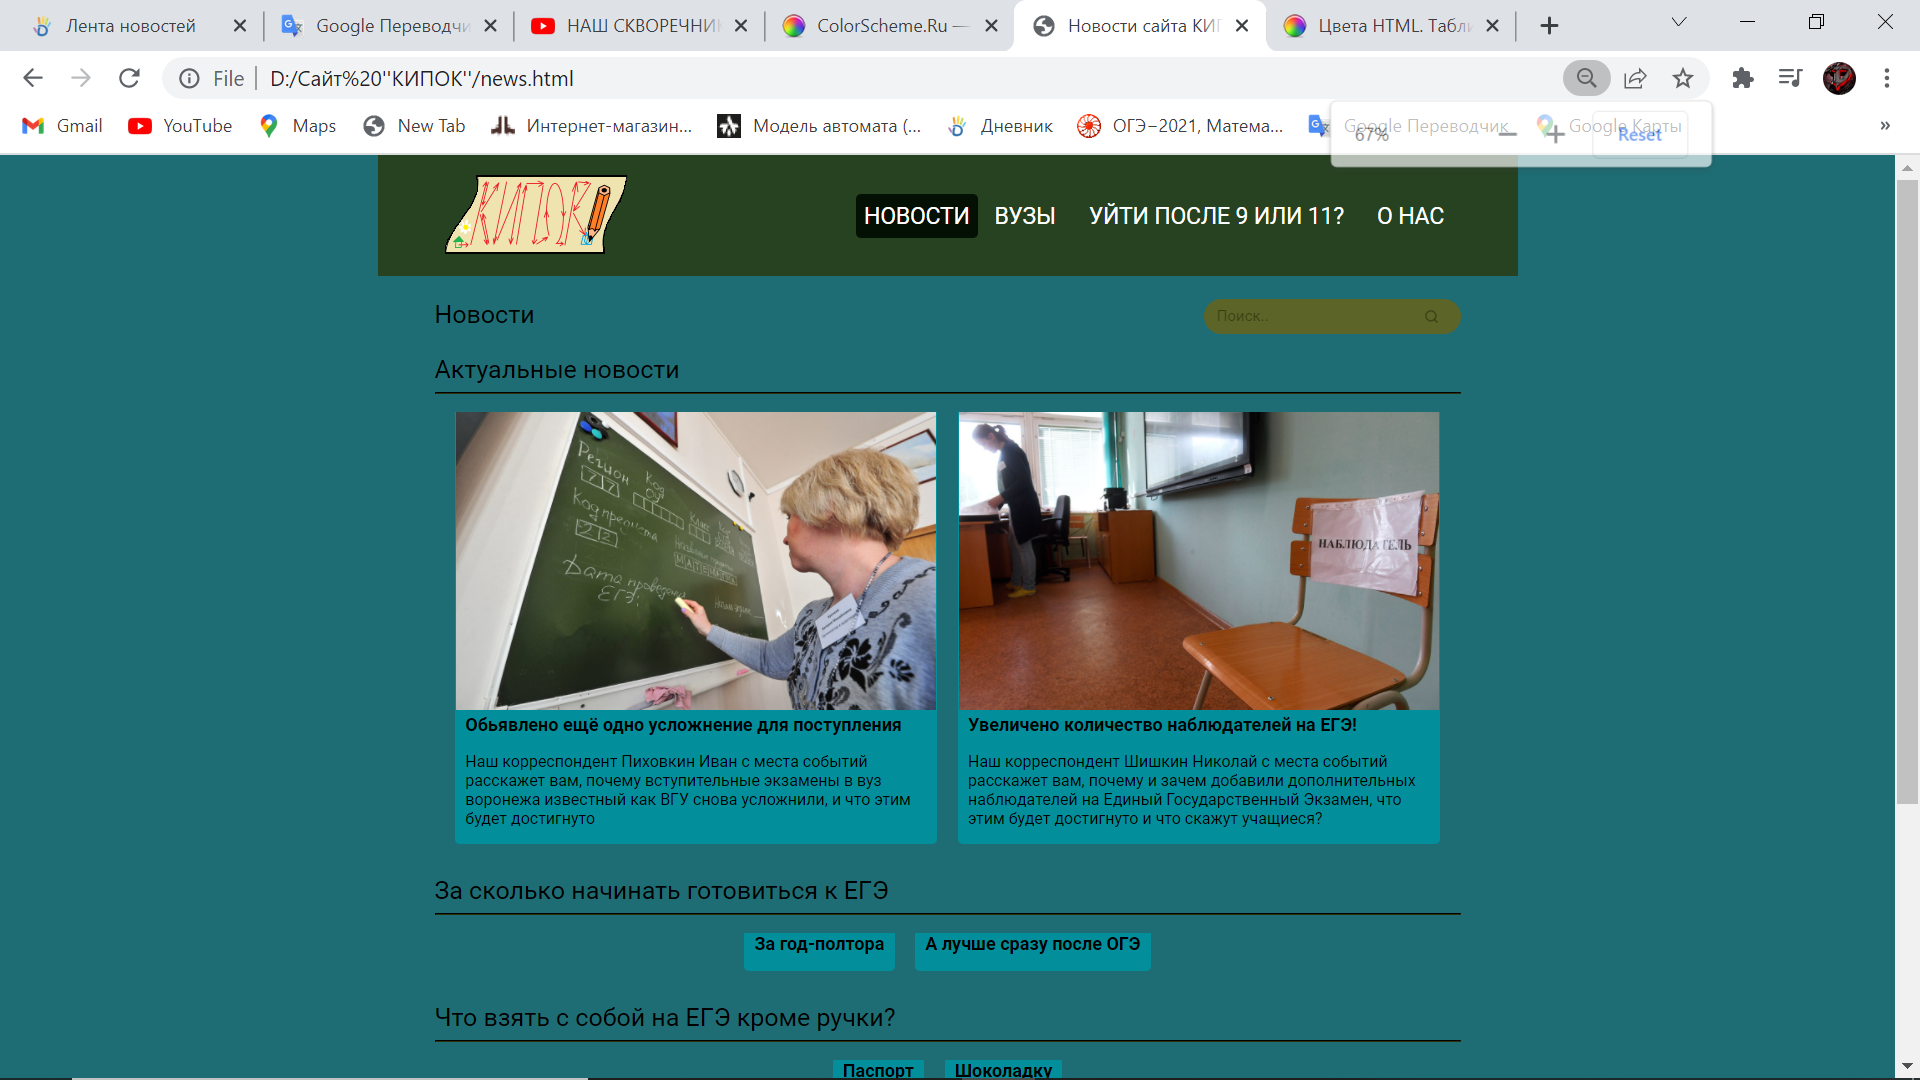 Лента новостей
Google Переводчи
НАШ СКВОРЕЧНИ
ColorScheme.Ru —
Новости сайта КИП
Цвета HTML. Табли
File
D:/Сайт%20''КИПОК''/news.html
Gmail
YouTube
Maps
New Tab
Интернет-магазин...
Модель автомата (...
Дневник
ОГЭ–2021, Матема...
Google Переводчик
Google Карты
»
67%
Reset
КИПОК
НОВОСТИ
ВУЗЫ
УЙТИ ПОСЛЕ 9 ИЛИ 11?
О НАС
Новости
Поиск..
Актуальные новости
Регион
77
Код ОУ
Код предмета
22
Класс
МАТЕМАТИКА
Дата проведения
ЕГЭ:
НАБЛЮДАТЕЛЬ
Обьявлено ещё одно усложнение для поступления
Наш корреспондент Пиховкин Иван с места событий
расскажет вам, почему вступительные экзамены в вуз
воронежа известный как ВГУ снова усложнили, и что этим
будет достигнуто
Увеличено количество наблюдателей на ЕГЭ!
Наш корреспондент Шишкин Николай с места событий
расскажет вам, почему и зачем добавили дополнительных
наблюдателей на Единый Государственный Экзамен, что
этим будет достигнуто и что скажут учащиеся?
За сколько начинать готовиться к ЕГЭ
За год-полтора
А лучше сразу после ОГЭ
Что взять с собой на ЕГЭ кроме ручки?
Паспорт
Шоколадку